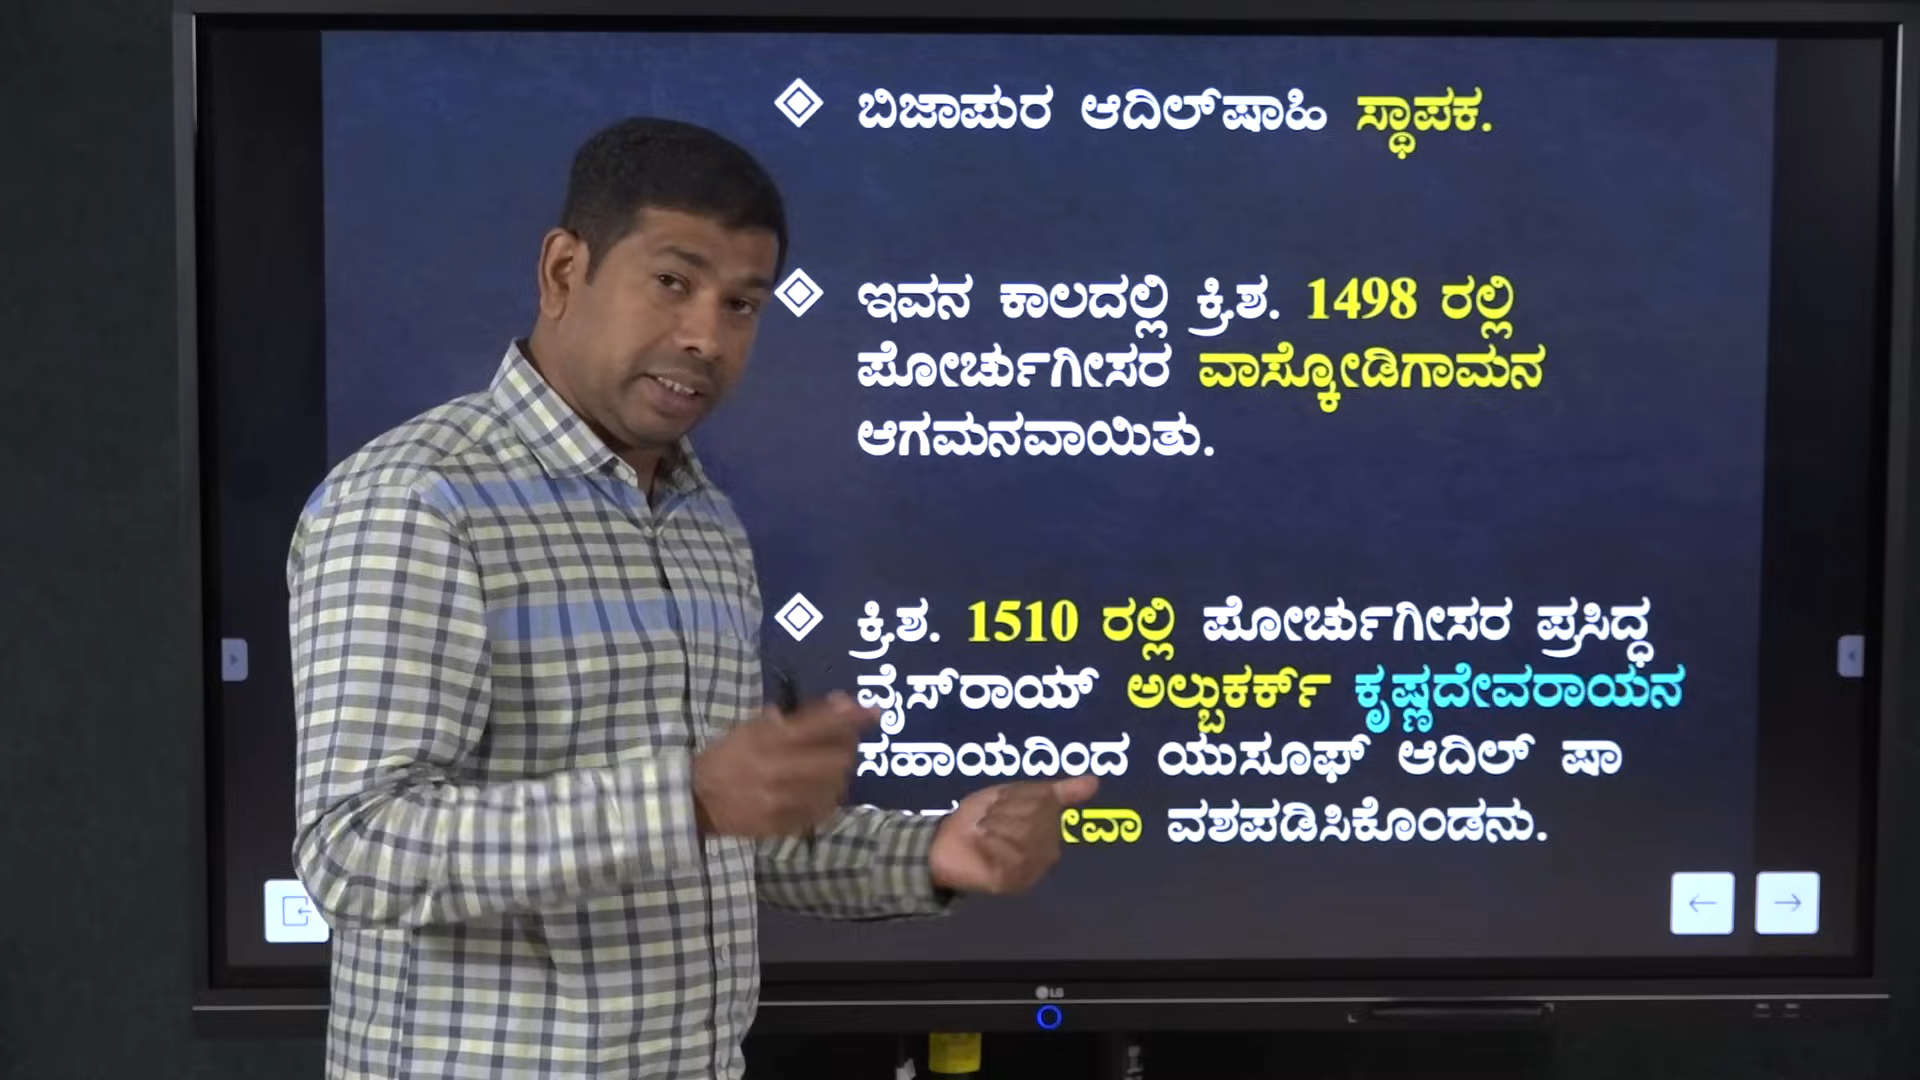 ಬಿಜಾಪುರ ಆದಿಲ್‌ಷಾಹಿ ಸ್ಥಾಪಕ.
ಇವನ ಕಾಲದಲ್ಲಿ ಕ್ರಿ.ಶ. 1498 ರಲ್ಲಿ
ಪೋರ್ಚುಗೀಸರ ವಾಸ್ಕೋಡಿಗಾಮನ
ಆಗಮನವಾಯಿತು.
ಕ್ರಿ.ಶ. 1510 ರಲ್ಲಿ ಪೋರ್ಚುಗೀಸರ ಪ್ರಸಿದ್ಧ
ವೈಸ್‌ರಾಯ್ ಅಲ್ಬುಕರ್ಕ್ ಕೃಷ್ಣದೇವರಾಯನ
ಸಹಾಯದಿಂದ ಯುಸೂಫ್ ಆದಿಲ್ ಷಾ
ವಶಪಡಿಸಿಕೊಂಡನು.
LG